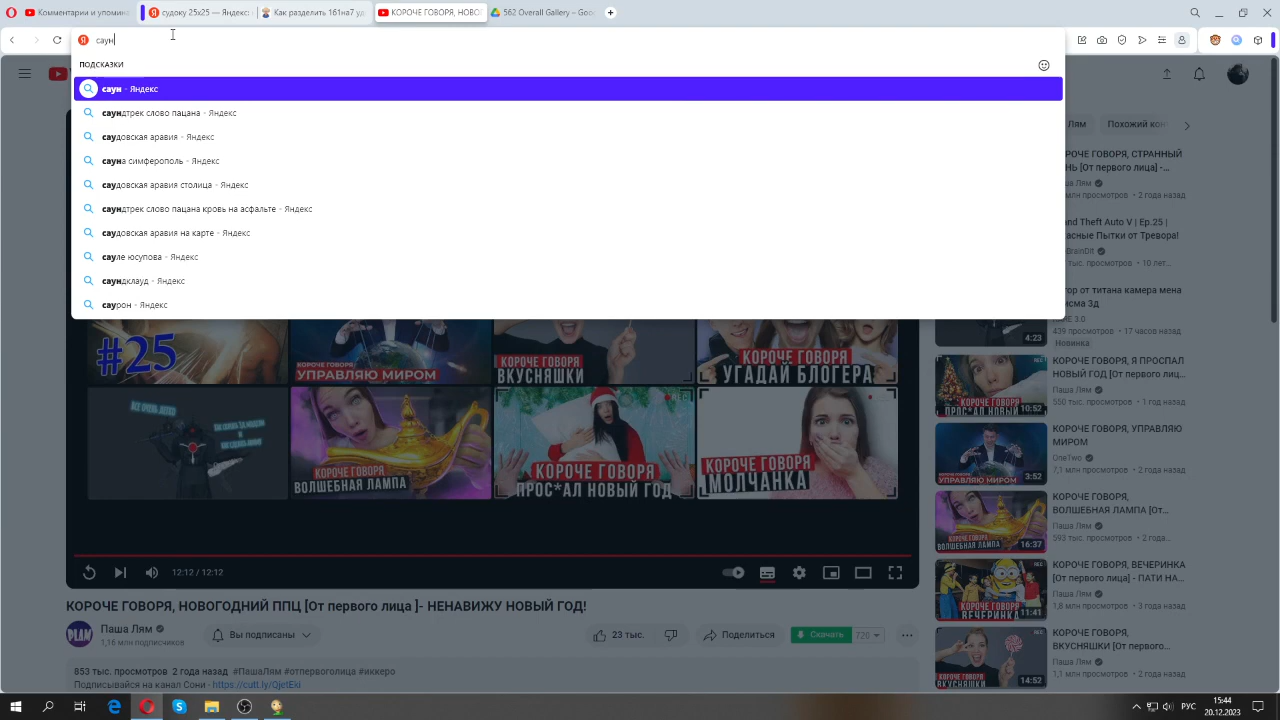 Комментарии и упомина
судоку 25x25 — Яндекс:
Как разделить 161на7 уд
КОРОЧЕ ГОВОРЯ, НОВО
562 Overall Gallery – Goo
саун
ПОДСКАЗКИ
саун - Яндекс
саундтрек слово пацана - Яндекс
саудовская аравия - Яндекс
сауна симферополь - Яндекс
саудовская аравия столица - Яндекс
саундтрек слово пацана кровь на асфальте - Яндекс
саудовская аравия на карте - Яндекс
сауле юсупова - Яндекс
саундклауд - Яндекс
саурон - Яндекс
Лям
Похожий кон
РОЧЕ ГОВОРЯ, СТРАННЫЙ
НЬ [От первого лица] -...
ша Лям
млн просмотров • 2 года назад
nd Theft Auto V | Ep.25 |
асные Пытки от Тревора!
BrainDit
тыс. просмотров • 10 лет...
тор от титана камера мена
исма 3д
НЕ 3.0
439 просмотров • 17 часов назад
Новинка
4:23
КОРОЧЕ ГОВОРЯ, Я ПРОСПАЛ
НОВЫЙ ГОД [От первого лиц...
Паша Лям
550 тыс. просмотров • 1 год назад
10:52
КОРОЧЕ ГОВОРЯ, УПРАВЛЯЮ
МИРОМ
OneTwo
7,1 млн просмотров • 2 года назад
3:52
КОРОЧЕ ГОВОРЯ,
ВОЛШЕБНАЯ ЛАМПА [От...
Паша Лям
593 тыс. просмотров • 2 года...
16:37
КОРОЧЕ ГОВОРЯ, ВЕЧЕРИНКА
[От первого лица] - ПАТИ НА...
Паша Лям
1,8 млн просмотров • 3 года назад
11:41
КОРОЧЕ ГОВОРЯ,
ВКУСНЯШКИ [От первого...
Паша Лям
1,1 млн просмотров • 2 года назад
14:52
#25
КОРОЧЕ ГОВОРЯ
УПРАВЛЯЮ МИРОМ
КОРОЧЕ ГОВОРЯ
ВКУСНЯШКИ
КОРОЧЕ ГОВОРЯ
УГАДАЙ БЛОГЕРА
КОРОЧЕ ГОВОРЯ
ВОЛШЕБНАЯ ЛАМПА
КОРОЧЕ ГОВОРЯ
ПРОС*АЛ НОВЫЙ ГОД
КОРОЧЕ ГОВОРЯ
МОЛЧАНКА
12:12 / 12:12
КОРОЧЕ ГОВОРЯ, НОВОГОДНИЙ ППЦ [От первого лица ]- НЕНАВИЖУ НОВЫЙ ГОД!
PLAM
Паша Лям
1,16 млн подписчиков
Вы подписаны
23 тыс.
Поделиться
Скачать
720
853 тыс. просмотров 2 года назад #ПашаЛям #отпервоголица #иккеро
Подписывайся на канал Сони - https://cutt.ly/QjetEki
РУС
15:44
20.12.2023